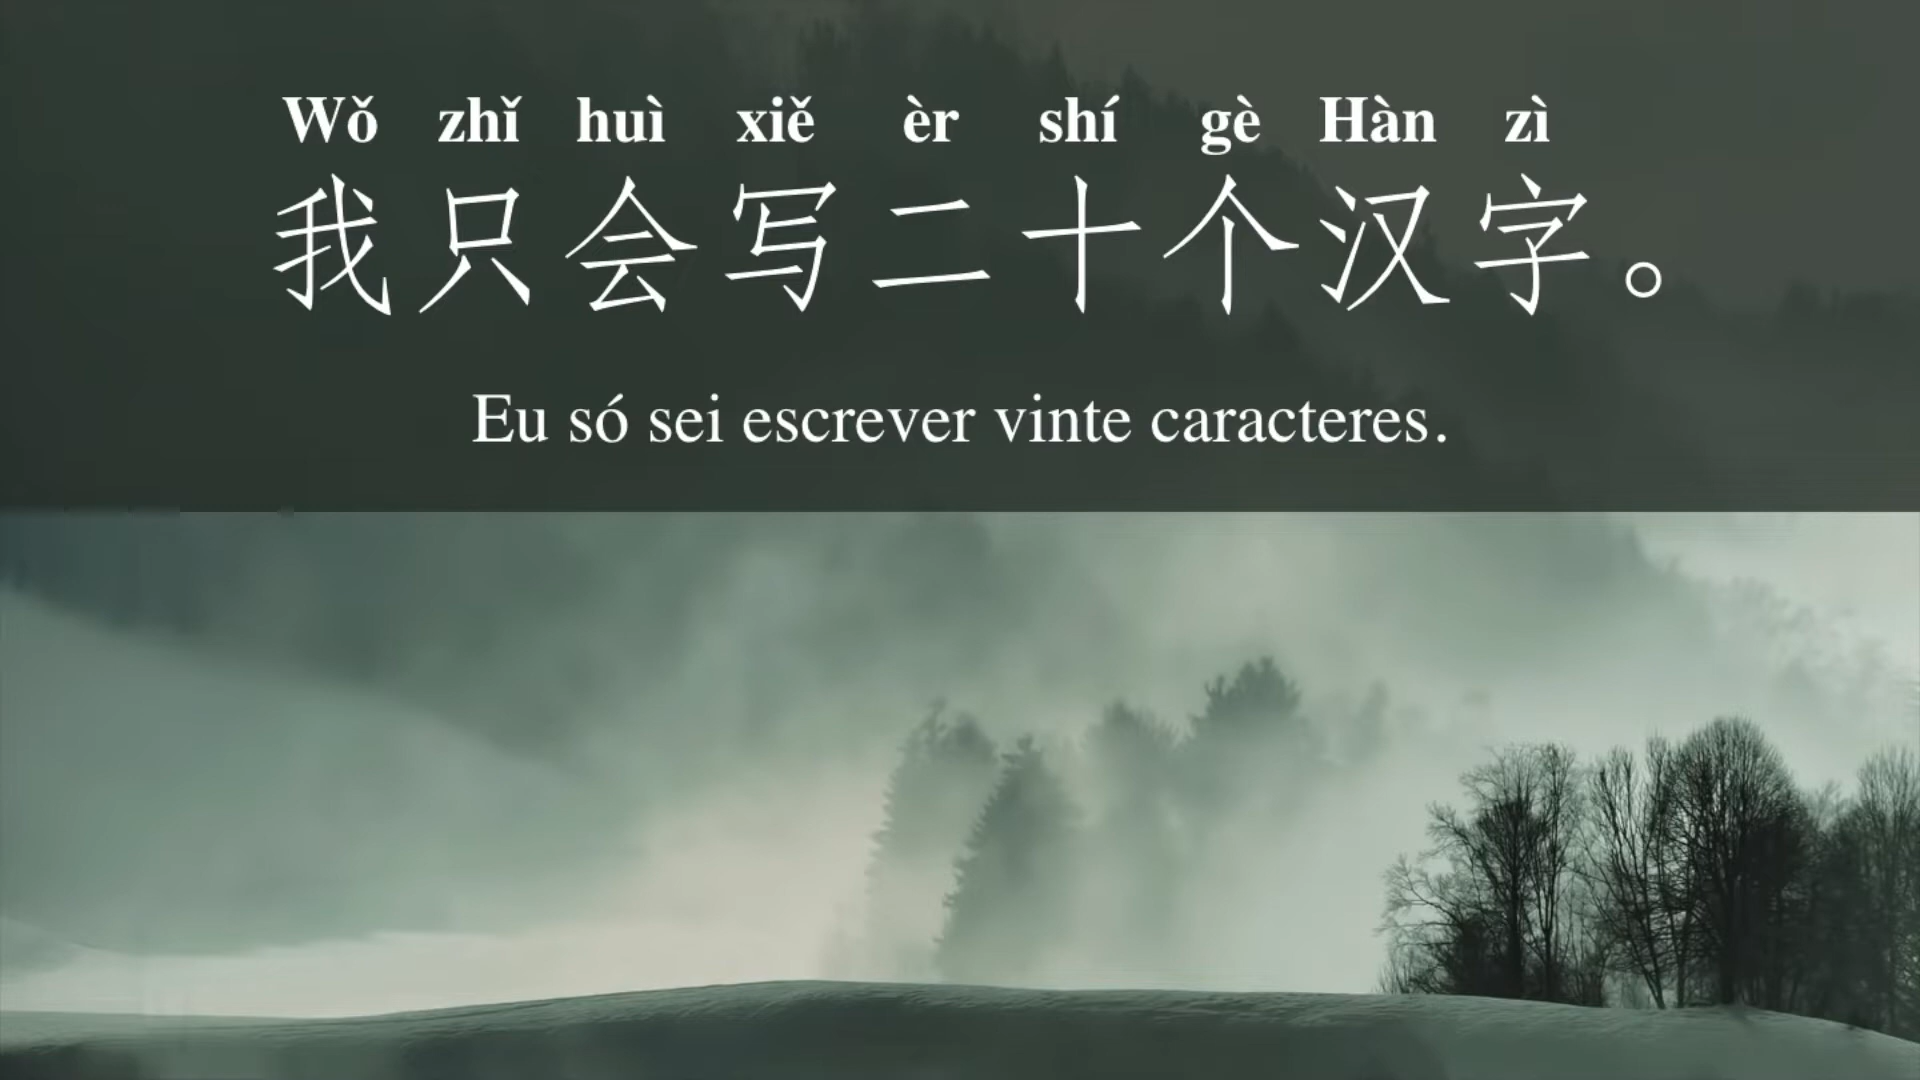 Wǒ zhǐ huì xiě èr shí gè Hàn zì
我只会写二十个汉字。
Eu só sei escrever vinte caracteres.